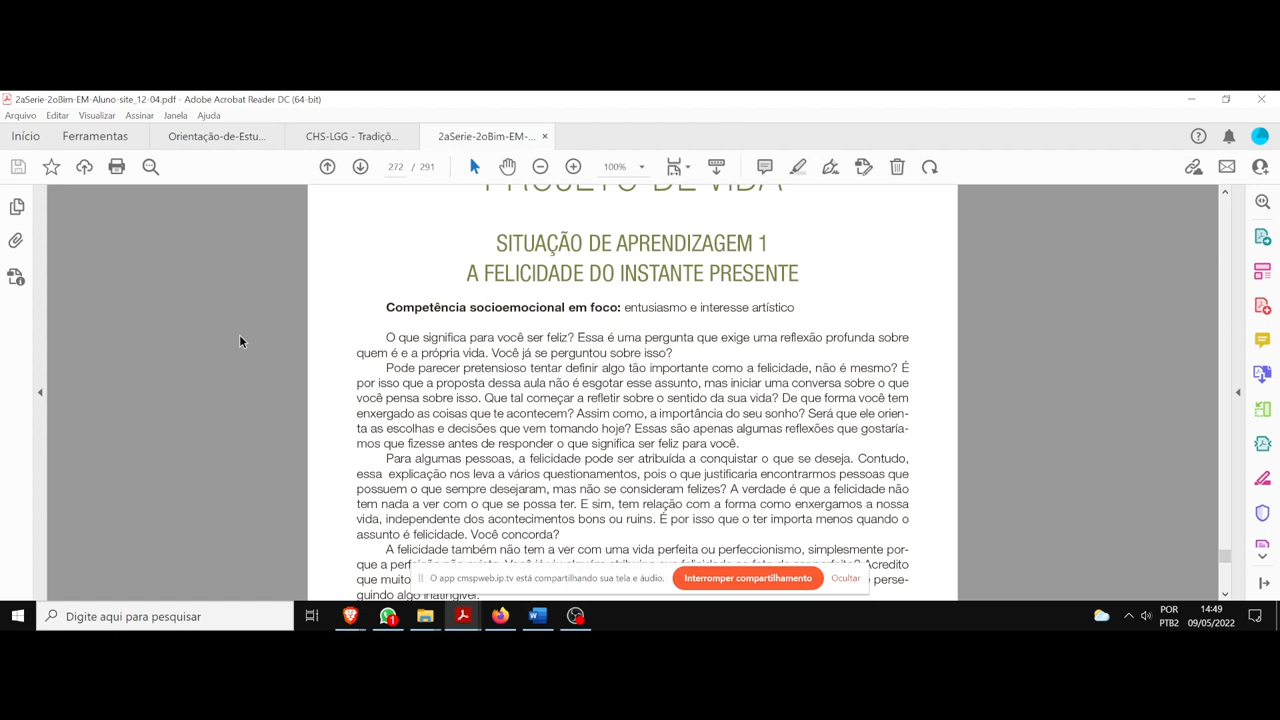 2aSerie-2oBim-EM-Aluno-site_12-04.pdf - Adobe Acrobat Reader DC (64-bit)
Arquivo Editar Visualizar Assinar Janela Ajuda
Início Ferramentas Orientação-de-Estu... CHS-LGG - Tradiçõ... 2aSerie-2oBim-EM-... ×
272 / 291 100%
PROJETO DE VIDA
SITUAÇÃO DE APRENDIZAGEM 1
A FELICIDADE DO INSTANTE PRESENTE
Competência socioemocional em foco: entusiasmo e interesse artístico
O que significa para você ser feliz? Essa é uma pergunta que exige uma reflexão profunda sobre
quem é e a própria vida. Você já se perguntou sobre isso?
Pode parecer pretensioso tentar definir algo tão importante como a felicidade, não é mesmo? É
por isso que a proposta dessa aula não é esgotar esse assunto, mas iniciar uma conversa sobre o que
você pensa sobre isso. Que tal começar a refletir sobre o sentido da sua vida? De que forma você tem
enxergado as coisas que te acontecem? Assim como, a importância do seu sonho? Será que ele orien-
ta as escolhas e decisões que vem tomando hoje? Essas são apenas algumas reflexões que gostaría-
mos que fizesse antes de responder o que significa ser feliz para você.
Para algumas pessoas, a felicidade pode ser atribuída a conquistar o que se deseja. Contudo,
essa explicação nos leva a vários questionamentos, pois o que justificaria encontrarmos pessoas que
possuem o que sempre desejaram, mas não se consideram felizes? A verdade é que a felicidade não
tem nada a ver com o que se possa ter. E sim, tem relação com a forma como enxergamos a nossa
vida, independente dos acontecimentos bons ou ruins. É por isso que o ter importa menos quando o
assunto é felicidade. Você concorda?
A felicidade também não tem a ver com uma vida perfeita ou perfeccionismo, simplesmente por-
que a Acredito
que muito perse-
guindo algo inatingível.
O app cmspweb.ip.tv está compartilhando sua tela e áudio. Interromper compartilhamento Ocultar
Digite aqui para pesquisar
1
POR 14:49
PTB2 09/05/2022